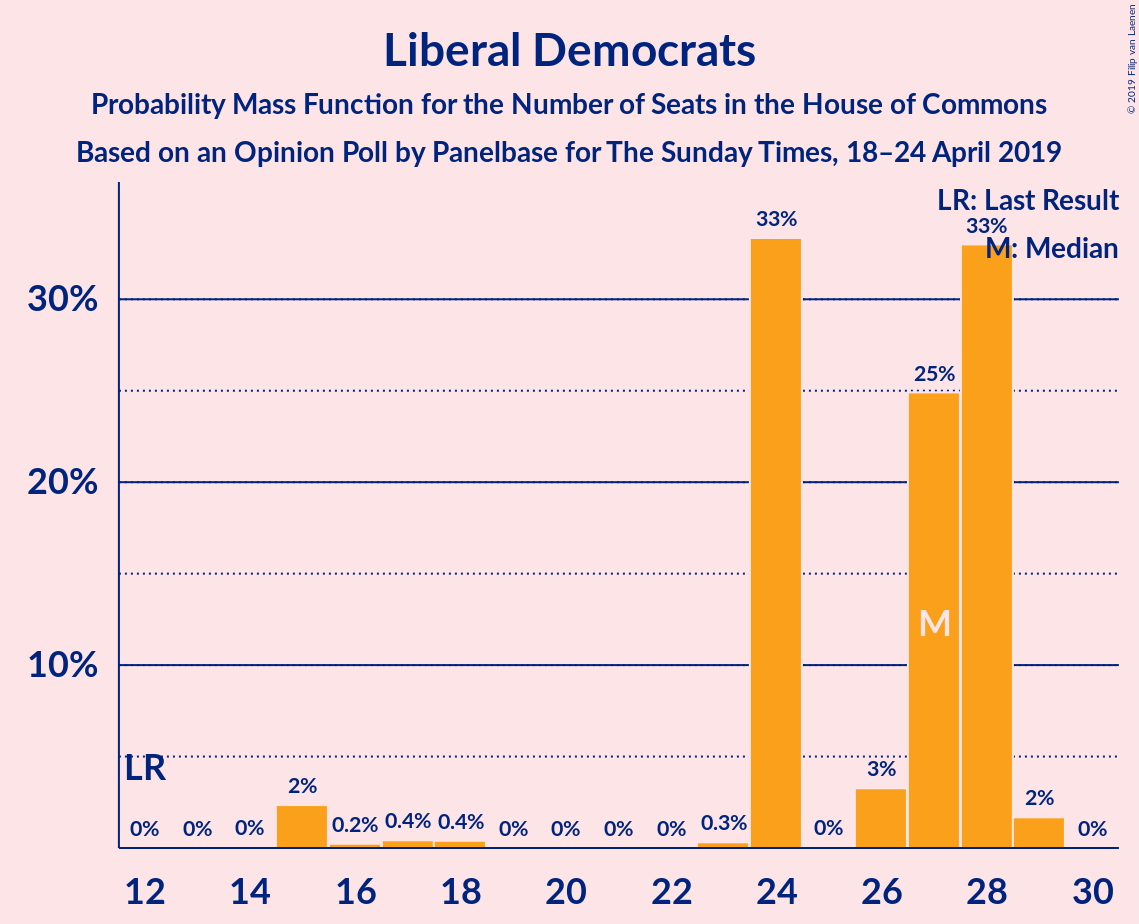 Liberal Democrats
Probability Mass Function for the Number of Seats in the House of Commons
Based on an Opinion Poll by Panelbase for The Sunday Times, 18–24 April 2019
© 2019 Filip van Laenen
LR: Last Result
M: Median
30%
20%
10%
LR
M
0%
0%
0%
2%
0.2%
0.4%
0.4%
0%
0%
0%
0%
0.3%
33%
0%
3%
25%
33%
2%
0%
12 14 16 18 20 22 24 26 28 30